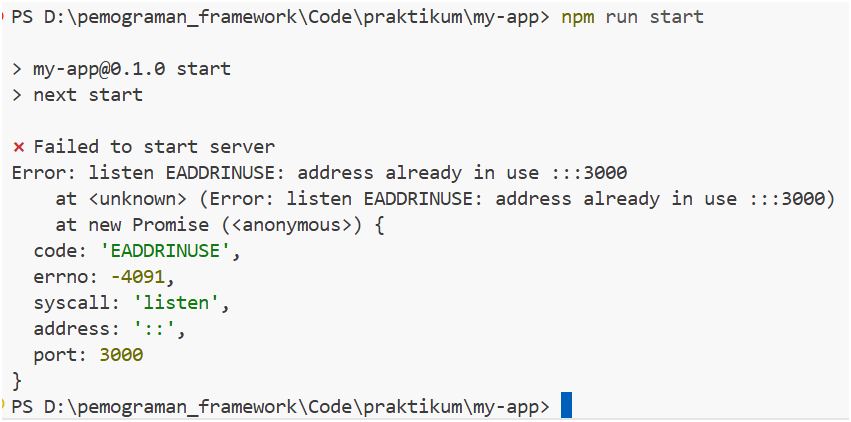 PS D:\pemograman_framework\Code\praktikum\my-app> npm run start
> my-app@0.1.0 start
> next start
× Failed to start server
Error: listen EADDRINUSE: address already in use :::3000
    at <unknown> (Error: listen EADDRINUSE: address already in use :::3000)
    at new Promise (<anonymous>) {
  code: 'EADDRINUSE',
  errno: -4091,
  syscall: 'listen',
  address: '::',
  port: 3000
}
PS D:\pemograman_framework\Code\praktikum\my-app>